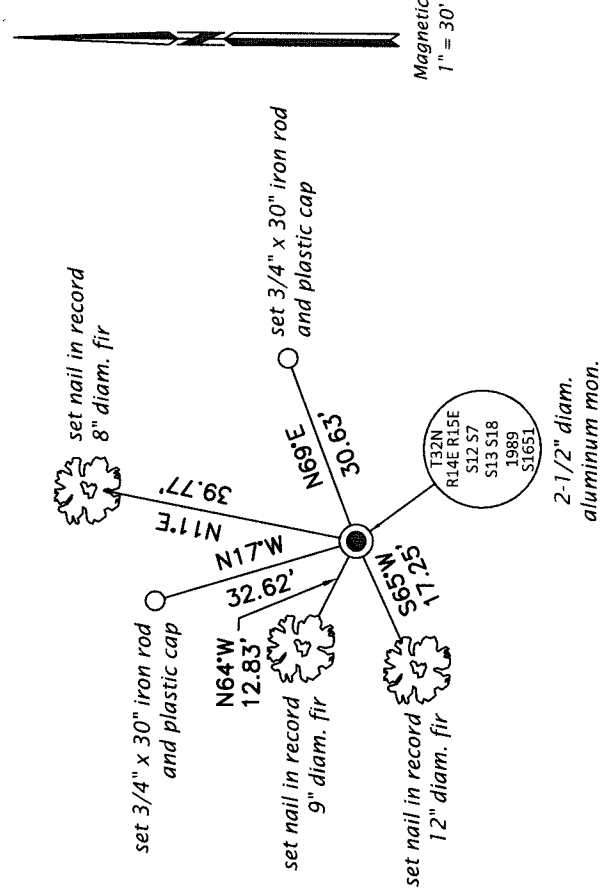 Magnetic
1" = 30'
set nail in record
8" diam. fir
set 3/4" x 30" iron rod
and plastic cap
N11°E
39.77'
N69°E
30.63'
N17°W
32.62'
set 3/4" x 30" iron rod
and plastic cap
N64°W
12.83'
set nail in record
9" diam. fir
S65°W
17.25'
set nail in record
12" diam. fir
T32N
R14E R15E
S12 S7
S13 S18
1989
S1651
2-1/2" diam.
aluminum mon.